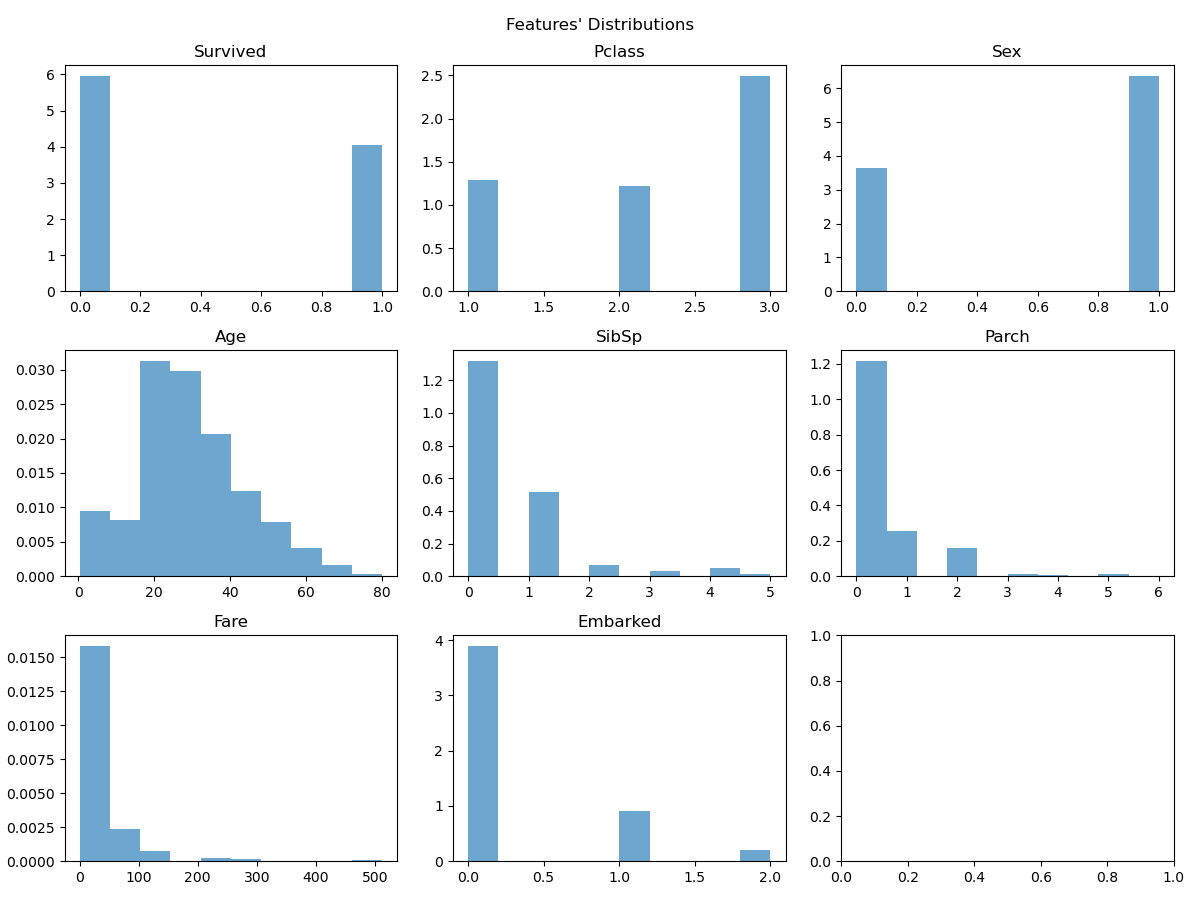 Features' Distributions
Survived Pclass Sex
6 2.5 6
5 2.0 5
4 1.5 4
3 1.0 3
2 0.5 2
1 0.0 1
0 0
0.0 0.2 0.4 0.6 0.8 1.0 1.0 1.5 2.0 2.5 3.0 0.0 0.2 0.4 0.6 0.8 1.0
Age SibSp Parch
0.030 1.2 1.2
0.025 1.0 1.0
0.020 0.8 0.8
0.015 0.6 0.6
0.010 0.4 0.4
0.005 0.2 0.2
0.000 0.0 0.0
0 20 40 60 80 0 1 2 3 4 5 0 1 2 3 4 5 6
Fare Embarked
0.0150 4 1.0
0.0125 3 0.8
0.0100 2 0.6
0.0075 1 0.4
0.0050 0 0.2
0.0025 0.0
0.0000
0 100 200 300 400 500 0.0 0.5 1.0 1.5 2.0 0.0 0.2 0.4 0.6 0.8 1.0